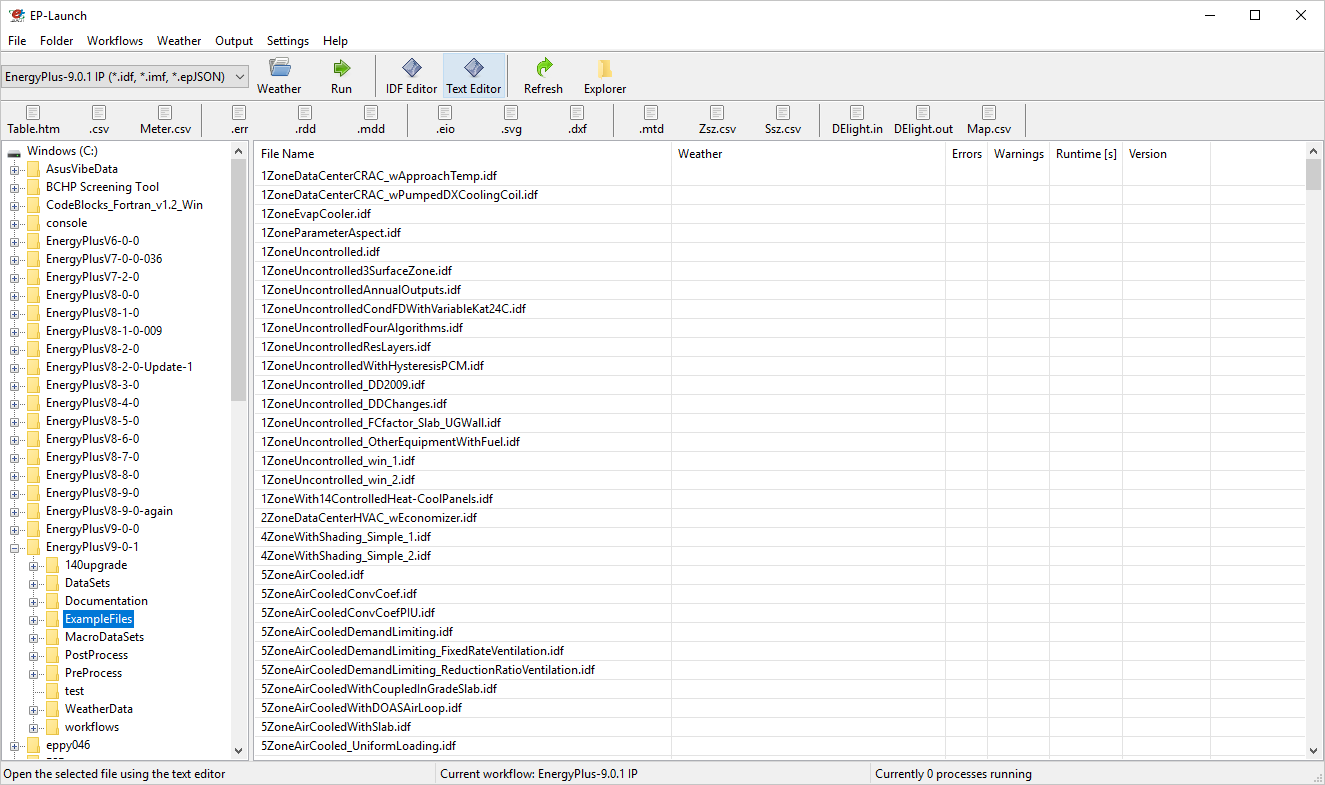 EP-Launch
File Folder Workflows Weather Output Settings Help
EnergyPlus-9.0.1 IP (*.idf, *.imf, *.epJSON)
Weather Run IDF Editor Text Editor Refresh Explorer
Table.htm .csv Meter.csv .err .rdd .mdd .eio .svg .dxf .mtd Zsz.csv Ssz.csv DElight.in DElight.out Map.csv
Windows (C:)
AsusVibeData
BCHP Screening Tool
CodeBlocks_Fortran_v1.2_Win
console
EnergyPlusV6-0-0
EnergyPlusV7-0-0-036
EnergyPlusV7-2-0
EnergyPlusV8-0-0
EnergyPlusV8-1-0
EnergyPlusV8-1-0-009
EnergyPlusV8-2-0
EnergyPlusV8-2-0-Update-1
EnergyPlusV8-3-0
EnergyPlusV8-4-0
EnergyPlusV8-5-0
EnergyPlusV8-6-0
EnergyPlusV8-7-0
EnergyPlusV8-8-0
EnergyPlusV8-9-0
EnergyPlusV8-9-0-again
EnergyPlusV9-0-0
EnergyPlusV9-0-1
140upgrade
DataSets
Documentation
ExampleFiles
MacroDataSets
PostProcess
PreProcess
test
WeatherData
workflows
eppy046
File Name Weather Errors Warnings Runtime [s] Version
1ZoneDataCenterCRAC_wApproachTemp.idf
1ZoneDataCenterCRAC_wPumpedDXCoolingCoil.idf
1ZoneEvapCooler.idf
1ZoneParameterAspect.idf
1ZoneUncontrolled.idf
1ZoneUncontrolled3SurfaceZone.idf
1ZoneUncontrolledAnnualOutputs.idf
1ZoneUncontrolledCondFDWithVariableKat24C.idf
1ZoneUncontrolledFourAlgorithms.idf
1ZoneUncontrolledResLayers.idf
1ZoneUncontrolledWithHysteresisPCM.idf
1ZoneUncontrolled_DD2009.idf
1ZoneUncontrolled_DDChanges.idf
1ZoneUncontrolled_FCfactor_Slab_UGWall.idf
1ZoneUncontrolled_OtherEquipmentWithFuel.idf
1ZoneUncontrolled_win_1.idf
1ZoneUncontrolled_win_2.idf
1ZoneWith14ControlledHeat-CoolPanels.idf
2ZoneDataCenterHVAC_wEconomizer.idf
4ZoneWithShading_Simple_1.idf
4ZoneWithShading_Simple_2.idf
5ZoneAirCooled.idf
5ZoneAirCooledConvCoef.idf
5ZoneAirCooledConvCoefPIU.idf
5ZoneAirCooledDemandLimiting.idf
5ZoneAirCooledDemandLimiting_FixedRateVentilation.idf
5ZoneAirCooledDemandLimiting_ReductionRatioVentilation.idf
5ZoneAirCooledWithCoupledInGradeSlab.idf
5ZoneAirCooledWithDOASAirLoop.idf
5ZoneAirCooledWithSlab.idf
5ZoneAirCooled_UniformLoading.idf
Open the selected file using the text editor Current workflow: EnergyPlus-9.0.1 IP Currently 0 processes running